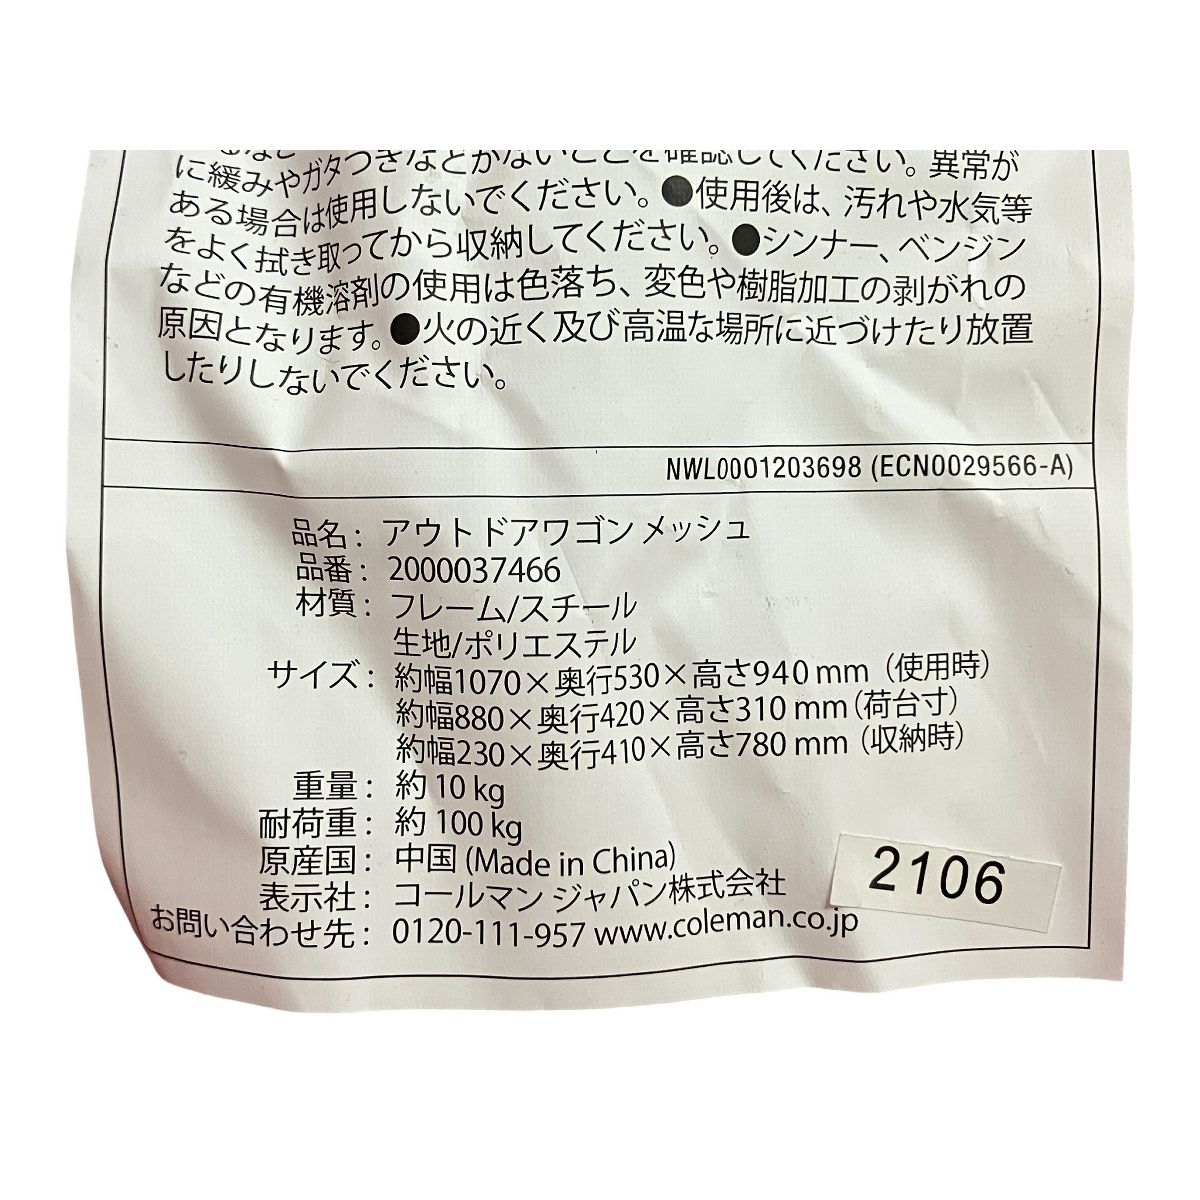 に緩みやガタつきなどがないことを確認してください。異常が
ある場合は使用しないでください。●使用後は、汚れや水気等
をよく拭き取ってから収納してください。●シンナー、ベンジン
などの有機溶剤の使用は色落ち、変色や樹脂加工の剥がれの
原因となります。●火の近く及び高温な場所に近づけたり放置
したりしないでください。
NWL0001203698 (ECN0029566-A)
品名： アウトドアワゴン メッシュ
品番： 2000037466
材質： フレーム/スチール
生地/ポリエステル
サイズ： 約幅1070×奥行530×高さ940 mm（使用時）
約幅880×奥行420×高さ310 mm（荷台寸）
約幅230×奥行410×高さ780 mm（収納時）
重量： 約 10 kg
耐荷重： 約 100 kg
原産国： 中国 (Made in China)
表示社： コールマン ジャパン株式会社
お問い合わせ先： 0120-111-957 www.coleman.co.jp
2106